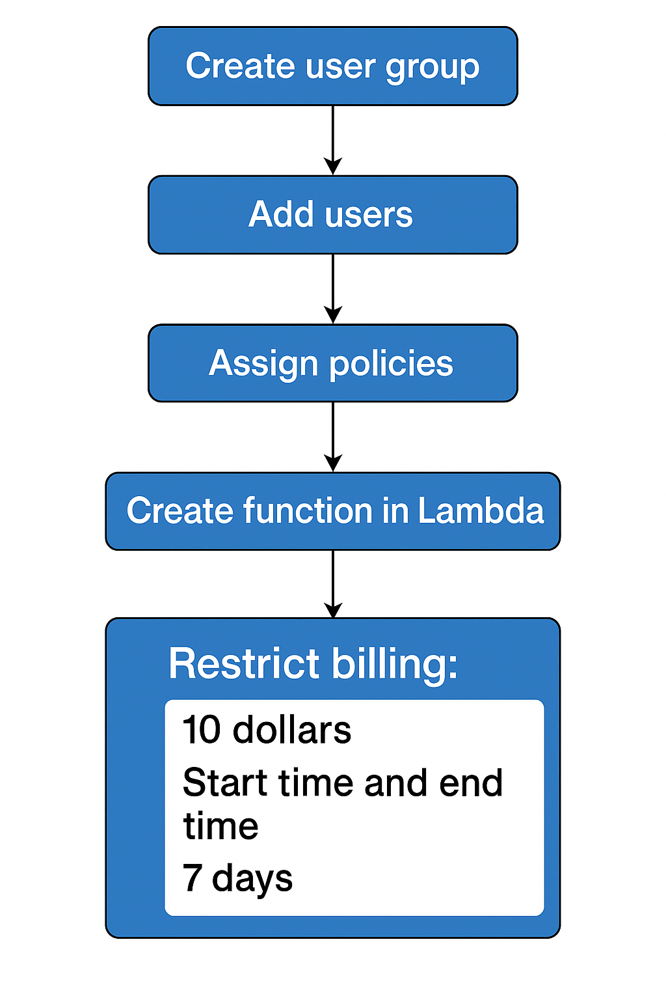 Create user group
Add users
Assign policies
Create function in Lambda
Restrict billing:
10 dollars
Start time and end
time
7 days